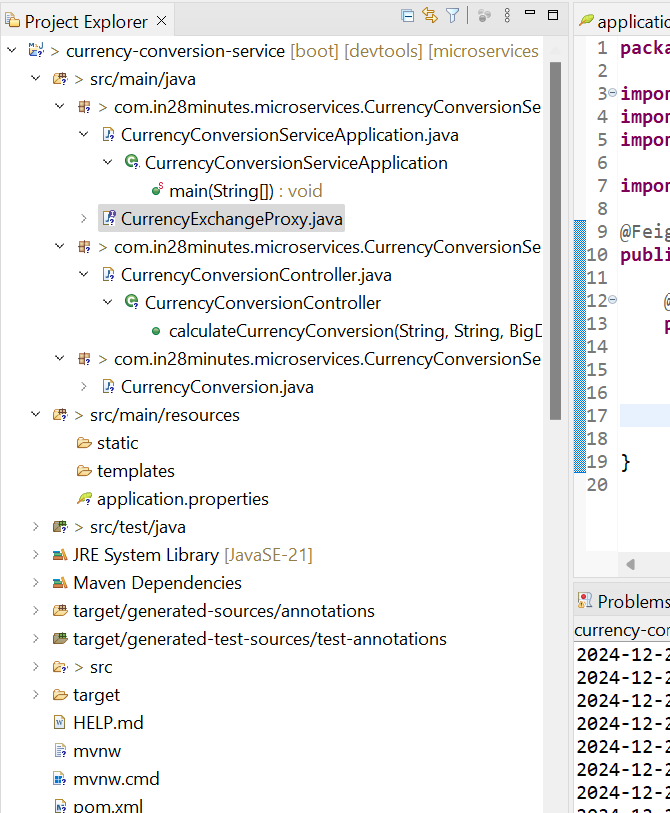 Project Explorer
currency-conversion-service [boot] [devtools] [microservices
src/main/java
com.in28minutes.microservices.CurrencyConversionSe
CurrencyConversionServiceApplication.java
CurrencyConversionServiceApplication
main(String[]) : void
CurrencyExchangeProxy.java
com.in28minutes.microservices.CurrencyConversionSe
CurrencyConversionController.java
CurrencyConversionController
calculateCurrencyConversion(String, String, BigD
com.in28minutes.microservices.CurrencyConversionSe
CurrencyConversion.java
src/main/resources
static
templates
application.properties
src/test/java
JRE System Library [JavaSE-21]
Maven Dependencies
target/generated-sources/annotations
target/generated-test-sources/test-annotations
src
target
HELP.md
mvnw
mvnw.cmd
pom.xml
applicatio
1 packa
2
3 impor
4 impor
5 impor
6
7 impor
8
9 @Feig
10 publi
11
12 @
13 p
14
15
16
17
18
19 }
20
Problems
currency-con
2024-12-2
2024-12-2
2024-12-2
2024-12-2
2024-12-2
2024-12-2
2024-12-2